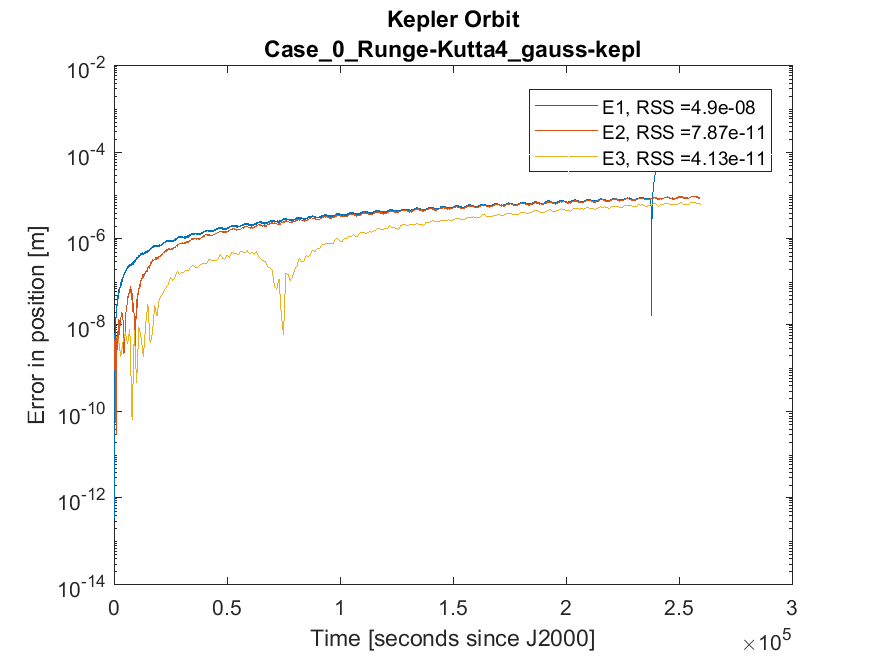 Kepler Orbit
Case_0_Runge-Kutta4_gauss-kepl
E1, RSS =4.9e-08
E2, RSS =7.87e-11
E3, RSS =4.13e-11
Error in position [m]
10^-2
10^-4
10^-6
10^-8
10^-10
10^-12
10^-14
0 0.5 1 1.5 2 2.5 3
Time [seconds since J2000]
×10^5